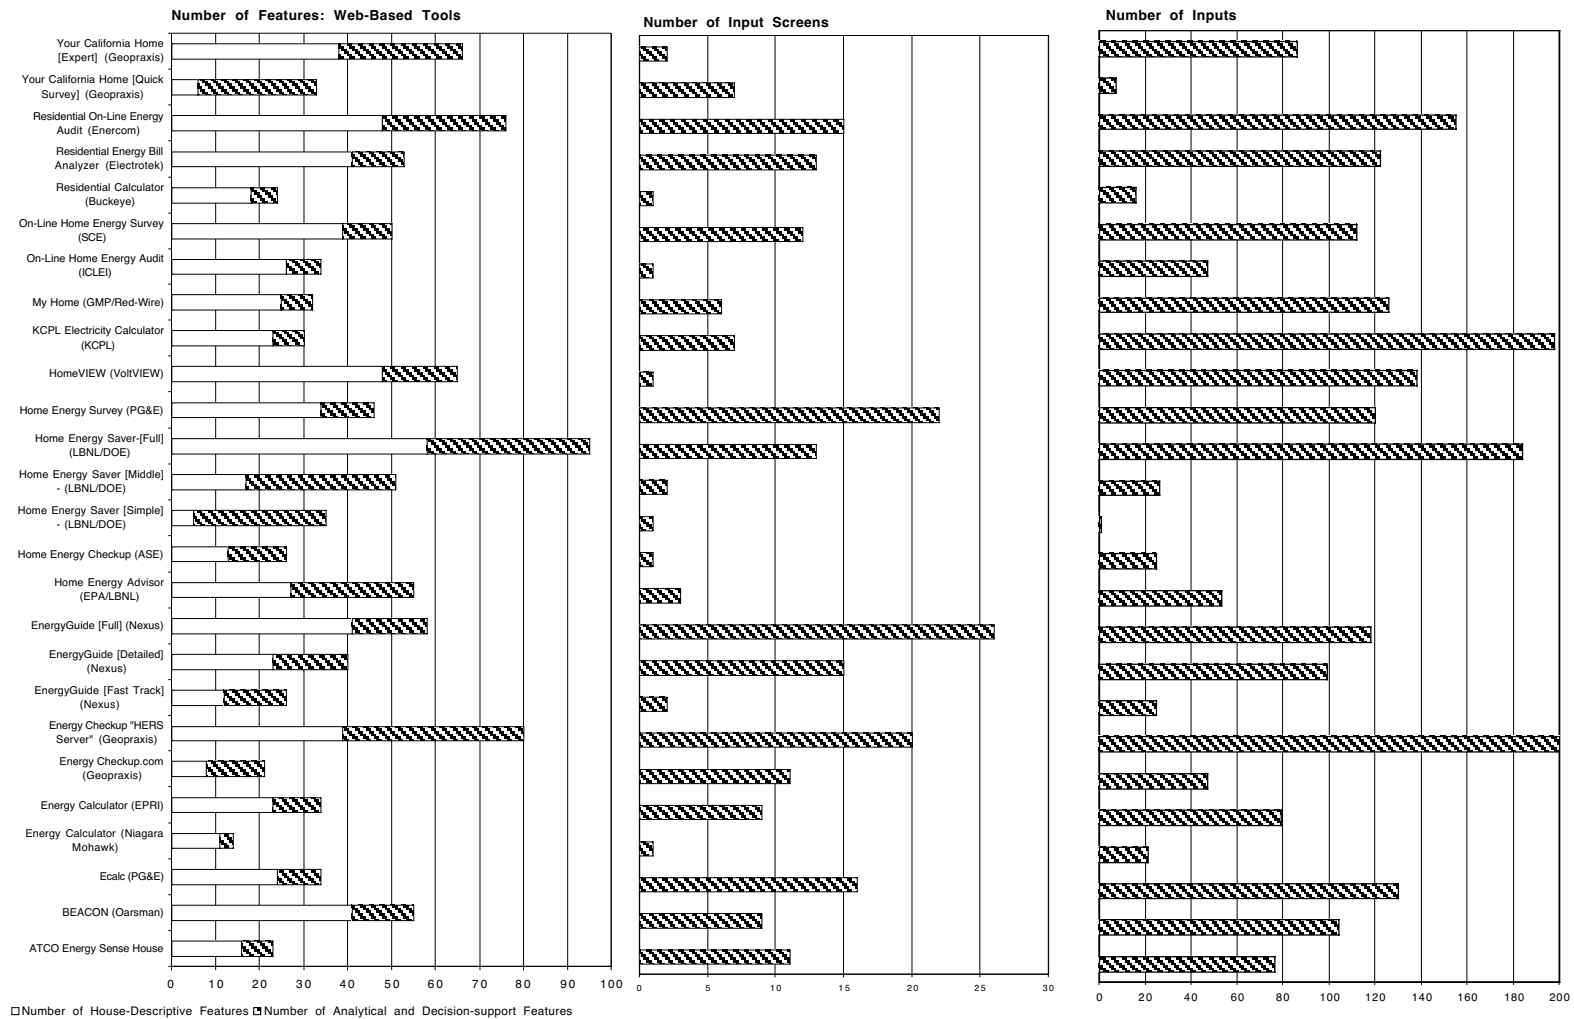 Number of Features: Web-Based Tools
Your California Home
[Expert] (Geopraxis)
Your California Home [Quick
Survey] (Geopraxis)
Residential On-Line Energy
Audit (Enercom)
Residential Energy Bill
Analyzer (Electrotek)
Residential Calculator
(Buckeye)
On-Line Home Energy Survey
(SCE)
On-Line Home Energy Audit
(ICLEI)
My Home (GMP/Red-Wire)
KCPL Electricity Calculator
(KCPL)
HomeVIEW (VoltVIEW)
Home Energy Survey (PG&E)
Home Energy Saver-[Full]
(LBNL/DOE)
Home Energy Saver [Middle]
- (LBNL/DOE)
Home Energy Saver [Simple]
- (LBNL/DOE)
Home Energy Checkup (ASE)
Home Energy Advisor
(EPA/LBNL)
EnergyGuide [Full] (Nexus)
EnergyGuide [Detailed]
(Nexus)
EnergyGuide [Fast Track]
(Nexus)
Energy Checkup "HERS
Server" (Geopraxis)
Energy Checkup.com
(Geopraxis)
Energy Calculator (EPRI)
Energy Calculator (Niagara
Mohawk)
Ecalc (PG&E)
BEACON (Oarsman)
ATCO Energy Sense House
0 10 20 30 40 50 60 70 80 90 100
Number of House-Descriptive Features Number of Analytical and Decision-support Features
Number of Input Screens
0 5 10 15 20 25 30
Number of Inputs
0 20 40 60 80 100 120 140 160 180 200